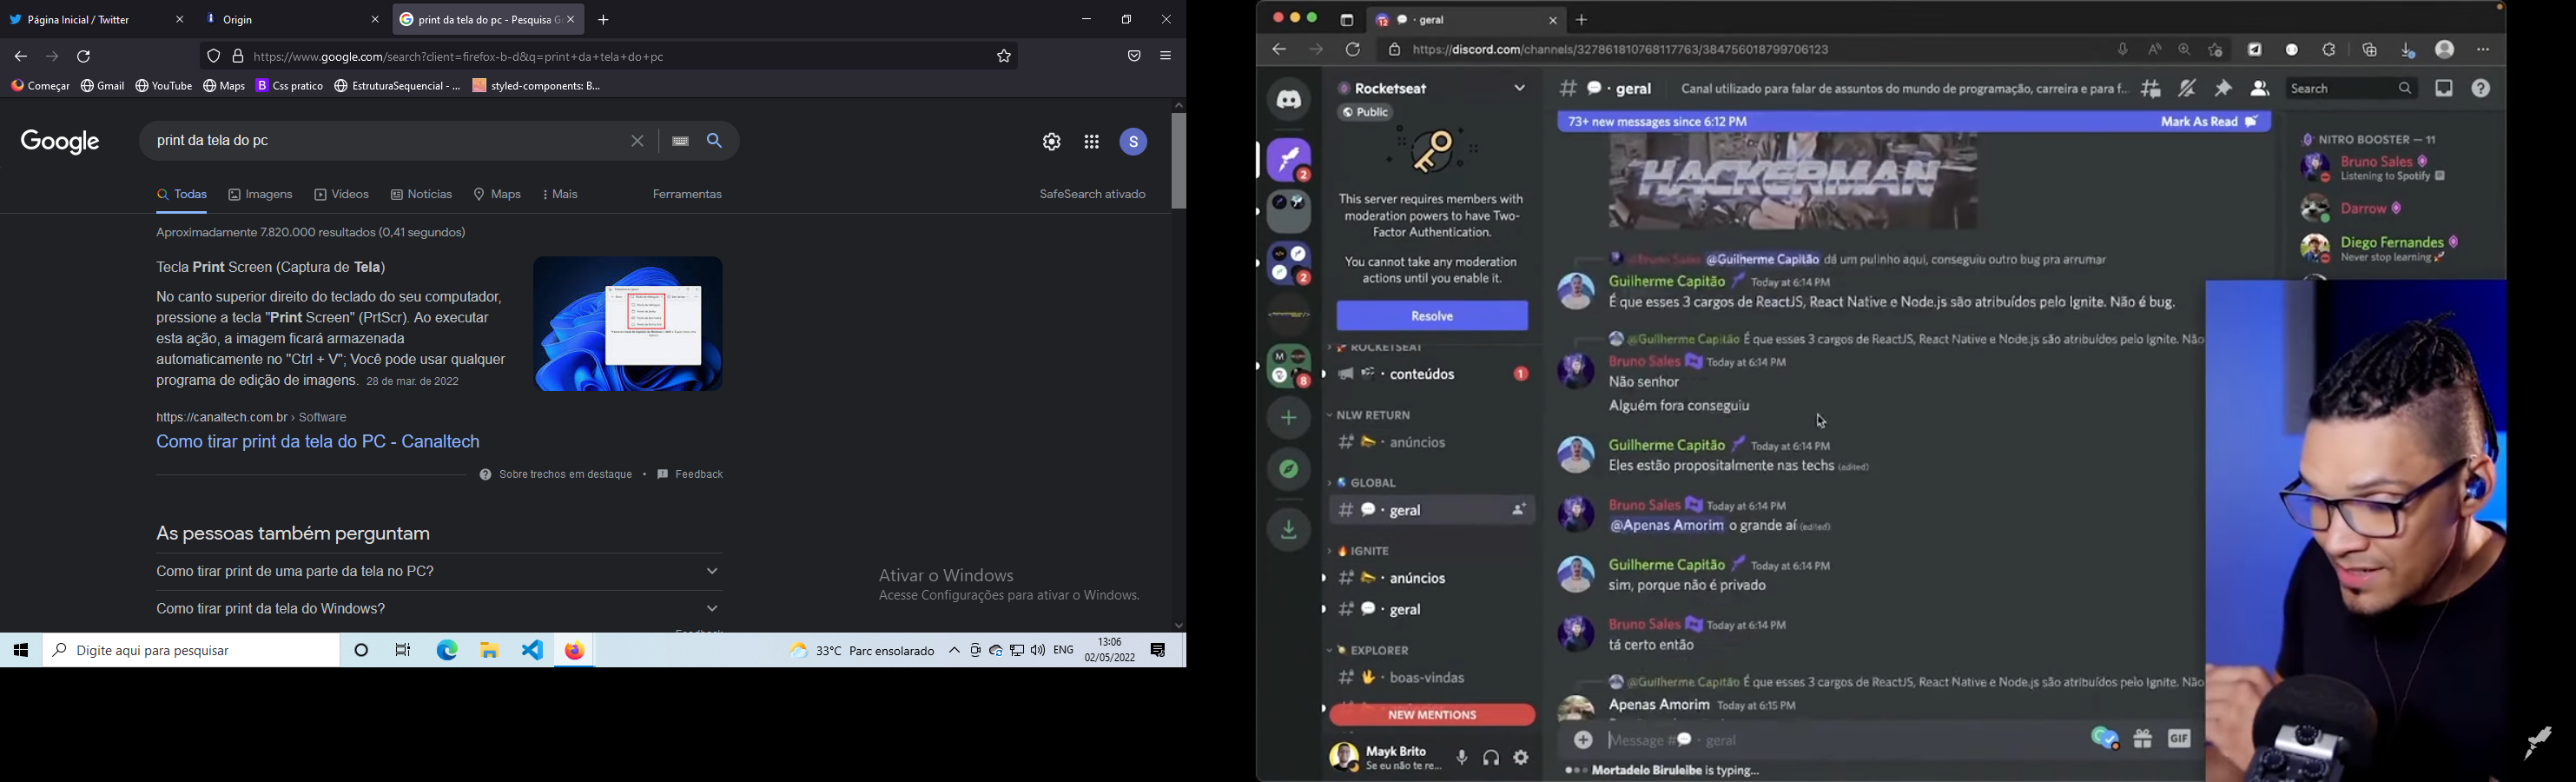 Página Inicial / Twitter
Origin
print da tela do pc - Pesquisa G
https://www.google.com/search?client=firefox-b-d&q=print+da+tela+do+pc
Começar
Gmail
YouTube
Maps
Css pratico
EstruturaSequencial - ...
styled-components: B...
Google
print da tela do pc
S
Todas
Imagens
Vídeos
Notícias
Maps
Mais
Ferramentas
SafeSearch ativado
Aproximadamente 7.820.000 resultados (0,41 segundos)
Tecla Print Screen (Captura de Tela)
No canto superior direito do teclado do seu computador,
pressione a tecla "Print Screen" (PrtScr). Ao executar
esta ação, a imagem ficará armazenada
automaticamente no "Ctrl + V"; Você pode usar qualquer
programa de edição de imagens. 28 de mar. de 2022
https://canaltech.com.br › Software
Como tirar print da tela do PC - Canaltech
Sobre trechos em destaque • Feedback
As pessoas também perguntam
Como tirar print de uma parte da tela no PC?
Como tirar print da tela do Windows?
Ativar o Windows
Acesse Configurações para ativar o Windows.
Digite aqui para pesquisar
33°C Parc ensolarado
ENG
13:06
02/05/2022
12
· geral
https://discord.com/channels/327861810768117763/384756018799706123
Rocketseat
Public
This server requires members with
moderation powers to have Two-
Factor Authentication.
You cannot take any moderation
actions until you enable it.
Resolve
2
2
8
ROCKETSEAT
· conteúdos
1
NLW RETURN
· anúncios
GLOBAL
· geral
IGNITE
· anúncios
· geral
EXPLORER
· boas-vindas
NEW MENTIONS
Mayk Brito
Se eu não te re...
· geral
Canal utilizado para falar de assuntos do mundo de programação, carreira e para f...
Search
73+ new messages since 6:12 PM
Mark As Read
HACKERMAN
Bruno Sales @Guilherme Capitão dá um pulinho aqui, conseguiu outro bug pra arrumar
Guilherme Capitão Today at 6:14 PM
É que esses 3 cargos de ReactJS, React Native e Node.js são atribuídos pelo Ignite. Não é bug.
@Guilherme Capitão É que esses 3 cargos de ReactJS, React Native e Node.js são atribuídos pelo Ignite. Não
Bruno Sales Today at 6:14 PM
Não senhor
Alguém fora conseguiu
Guilherme Capitão Today at 6:14 PM
Eles estão propositalmente nas techs (edited)
Bruno Sales Today at 6:14 PM
@Apenas Amorim o grande aí (edited)
Guilherme Capitão Today at 6:14 PM
sim, porque não é privado
Bruno Sales Today at 6:14 PM
tá certo então
@Guilherme Capitão É que esses 3 cargos de ReactJS, React Native e Node.js são atribuídos pelo Ignite. Não
Apenas Amorim Today at 6:15 PM
Message # · geral
GIF
Mortadelo Biruleibe is typing...
NITRO BOOSTER — 11
Bruno Sales
Listening to Spotify
Darrow
Diego Fernandes
Never stop learning